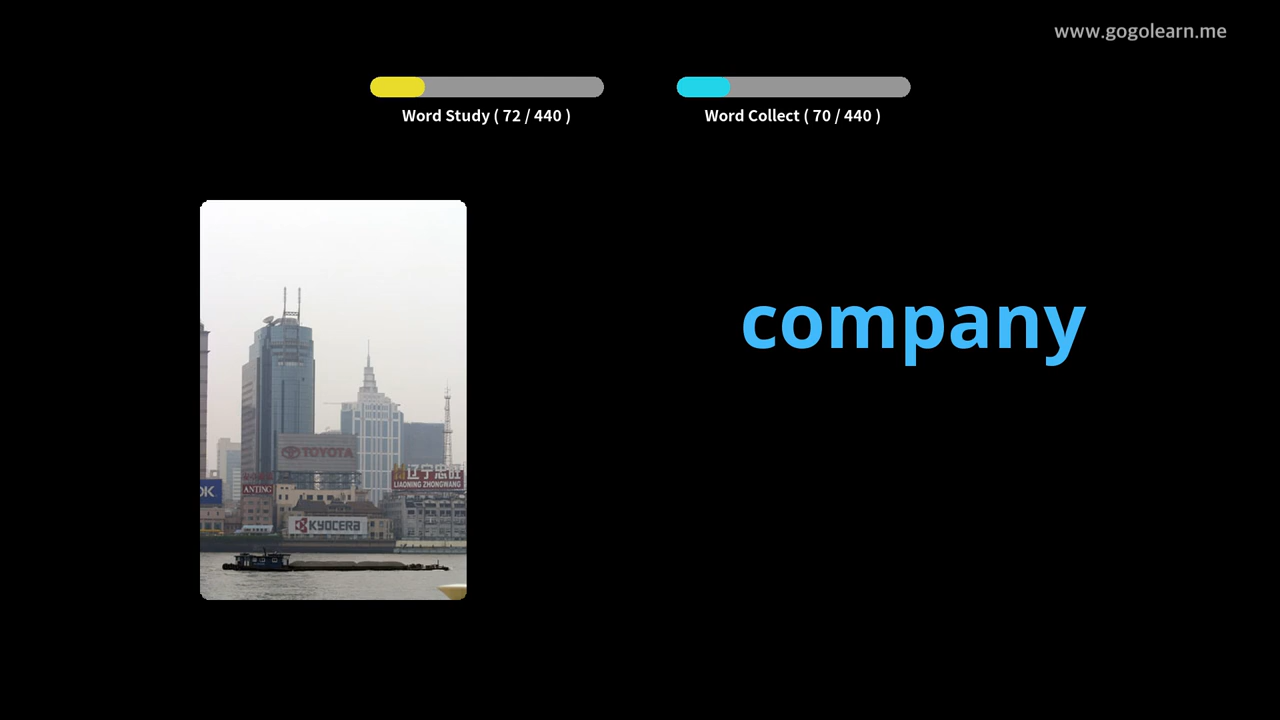 www.gogolearn.me
Word Study ( 72 / 440 )
Word Collect ( 70 / 440 )
company
TOYOTA
辽宁忠旺
LIAONING ZHONGWANG
OK
ANTING
KYOCERA